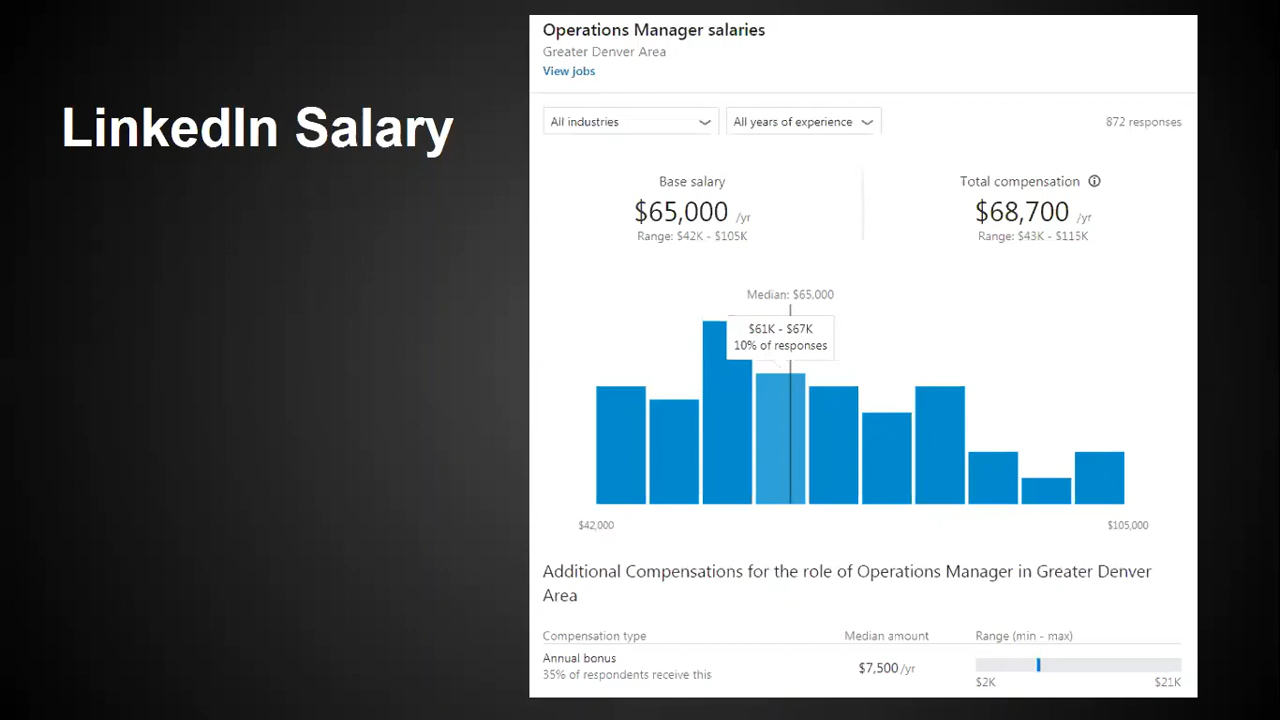 LinkedIn Salary
Operations Manager salaries
Greater Denver Area
View jobs
All industries
All years of experience
872 responses
Base salary
$65,000 /yr
Range: $42K - $105K
Total compensation
$68,700 /yr
Range: $43K - $115K
Median: $65,000
$61K - $67K
10% of responses
$42,000
$105,000
Additional Compensations for the role of Operations Manager in Greater Denver
Area
Compensation type
Median amount
Range (min - max)
Annual bonus
35% of respondents receive this
$7,500 /yr
$2K
$21K